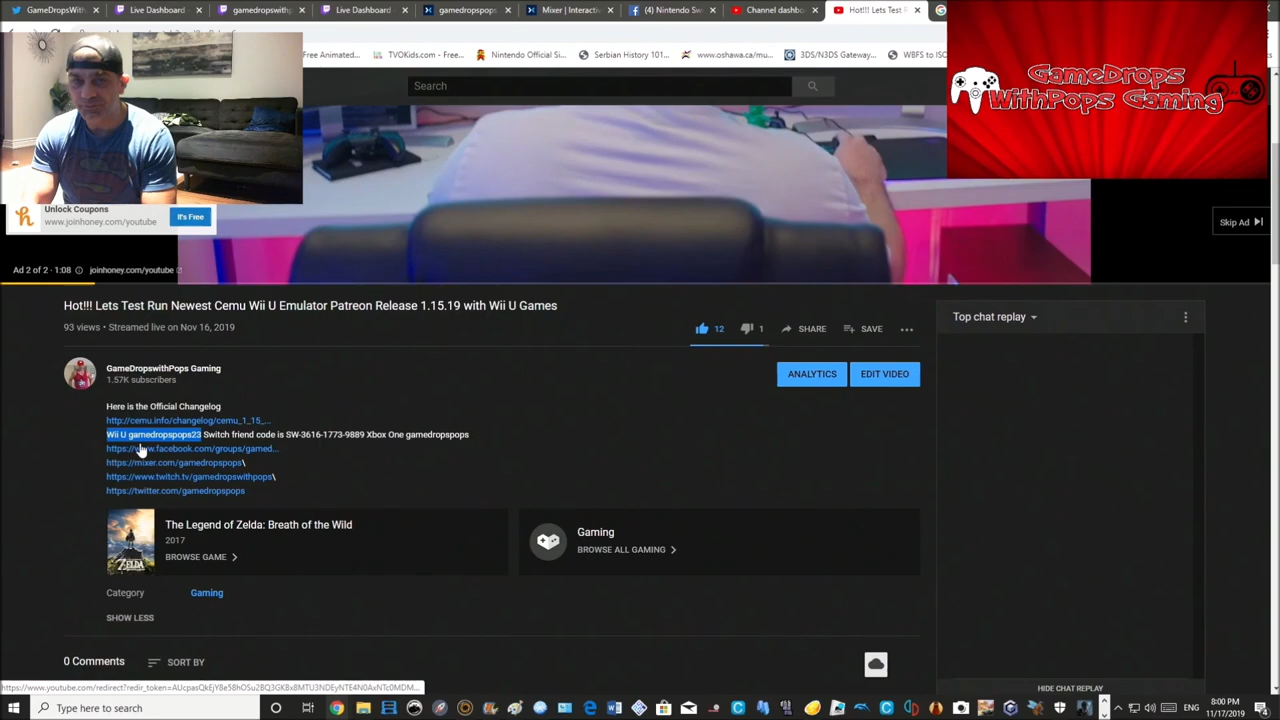 GameDropsWith
Live Dashboard
gamedropswithp
Live Dashboard
gamedropspops
Mixer | Interactiv
(4) Nintendo Sw
Channel dashbo
Hot!!! Lets Test R
Free Animated...
TVOKids.com - Free...
Nintendo Official Si...
Serbian History 101...
www.oshawa.ca/mu...
3DS/N3DS Gateway...
WBFS to ISO
Search
GameDrops
WithPops Gaming
Unlock Coupons
www.joinhoney.com/youtube
It's Free
Skip Ad
Ad 2 of 2 · 1:08
joinhoney.com/youtube
Hot!!! Lets Test Run Newest Cemu Wii U Emulator Patreon Release 1.15.19 with Wii U Games
93 views • Streamed live on Nov 16, 2019
12
1
SHARE
SAVE
Top chat replay
GameDropswithPops Gaming
1.57K subscribers
ANALYTICS
EDIT VIDEO
Here is the Official Changelog
http://cemu.info/changelog/cemu_1_15_...
Wii U gamedropspops23 Switch friend code is SW-3616-1773-9889 Xbox One gamedropspops
https://www.facebook.com/groups/gamed...
https://mixer.com/gamedropspops\
https://www.twitch.tv/gamedropswithpops\
https://twitter.com/gamedropspops
The Legend of Zelda: Breath of the Wild
2017
BROWSE GAME
Gaming
BROWSE ALL GAMING
Category
Gaming
SHOW LESS
0 Comments
SORT BY
HIDE CHAT REPLAY
Type here to search
ENG
8:00 PM
11/17/2019